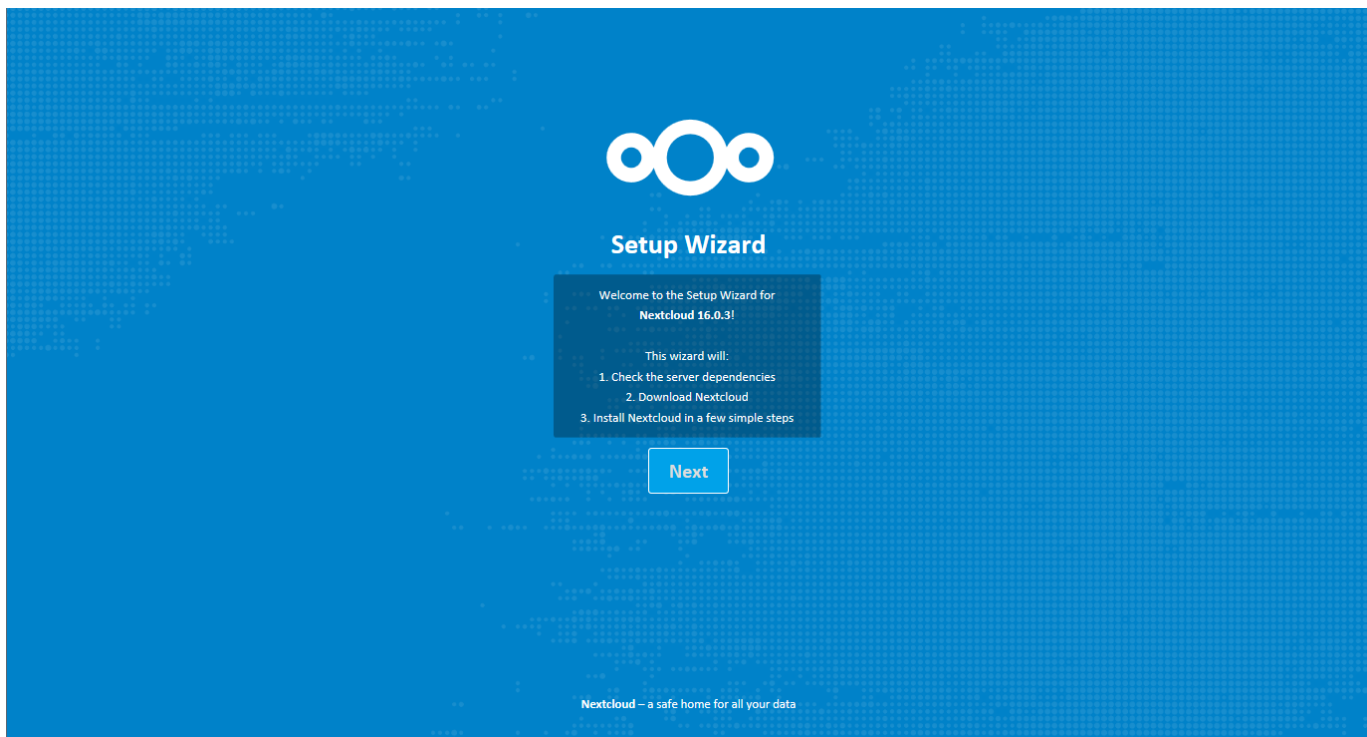 Setup Wizard
Welcome to the Setup Wizard for
Nextcloud 16.0.3!
This wizard will:
1. Check the server dependencies
2. Download Nextcloud
3. Install Nextcloud in a few simple steps
Next
Nextcloud – a safe home for all your data